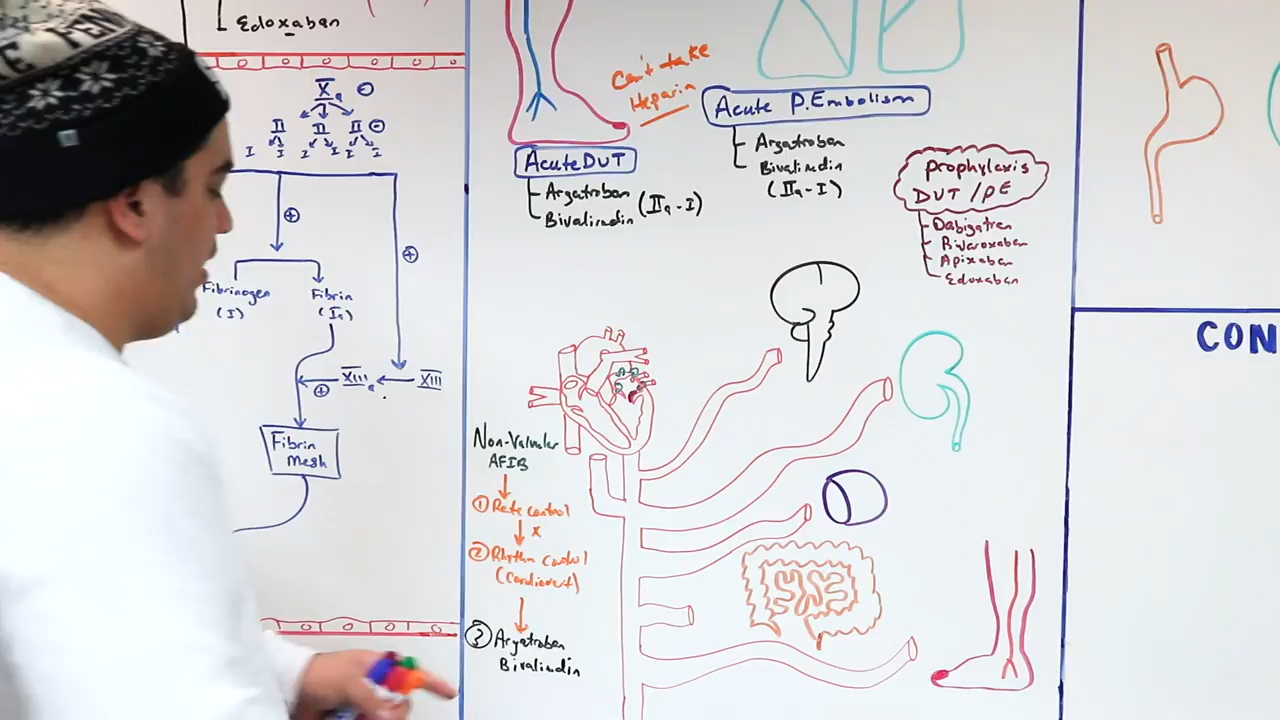 Edoxaban
Xa ⊖
II II II ⊖
I I I I I I
⊕
⊕
Fibrinogen
(I)
Fibrin
(Ia)
⊕ XIIIa XIII
Fibrin
Mesh
Can't take
Heparin
Acute DVT
Argatroban
Bivalirudin (IIa-I)
Acute P.Embolism
Argatroban
Bivalirudin
(IIa-I)
prophylaxis
DVT/PE
Dabigatran
Rivaroxaban
Apixaban
Edoxaban
Non-Valvular
AFIB
① Rate control
x
② Rhythm control
(Cardiovert)
③ Argatroban
Bivalirudin
CON